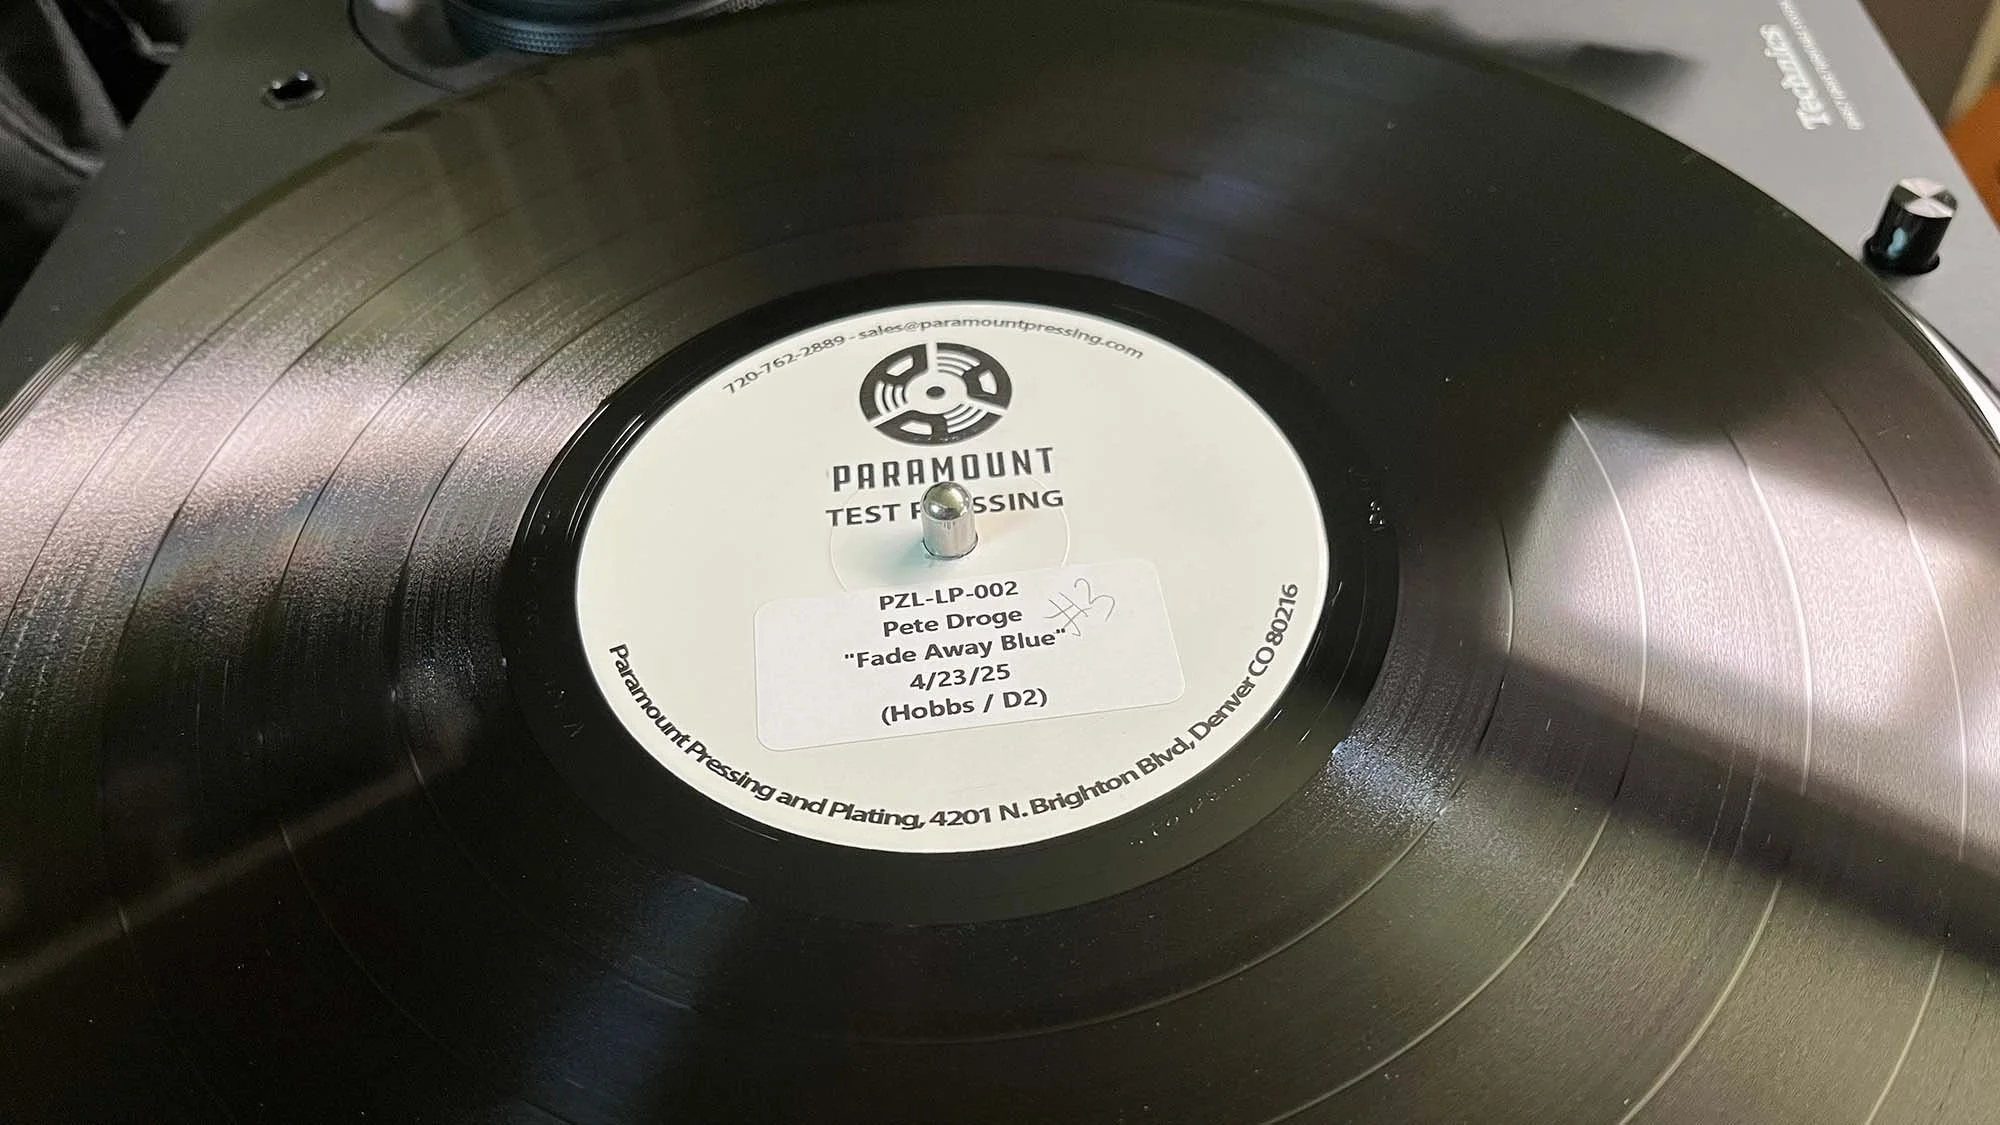 720-762-2889 - sales@paramountpressing.com
PARAMOUNT
TEST PRESSING
PZL-LP-002
Pete Droge
#3
"Fade Away Blue"
4/23/25
(Hobbs / D2)
Paramount Pressing and Plating, 4201 N. Brighton Blvd, Denver CO 80216
Technics